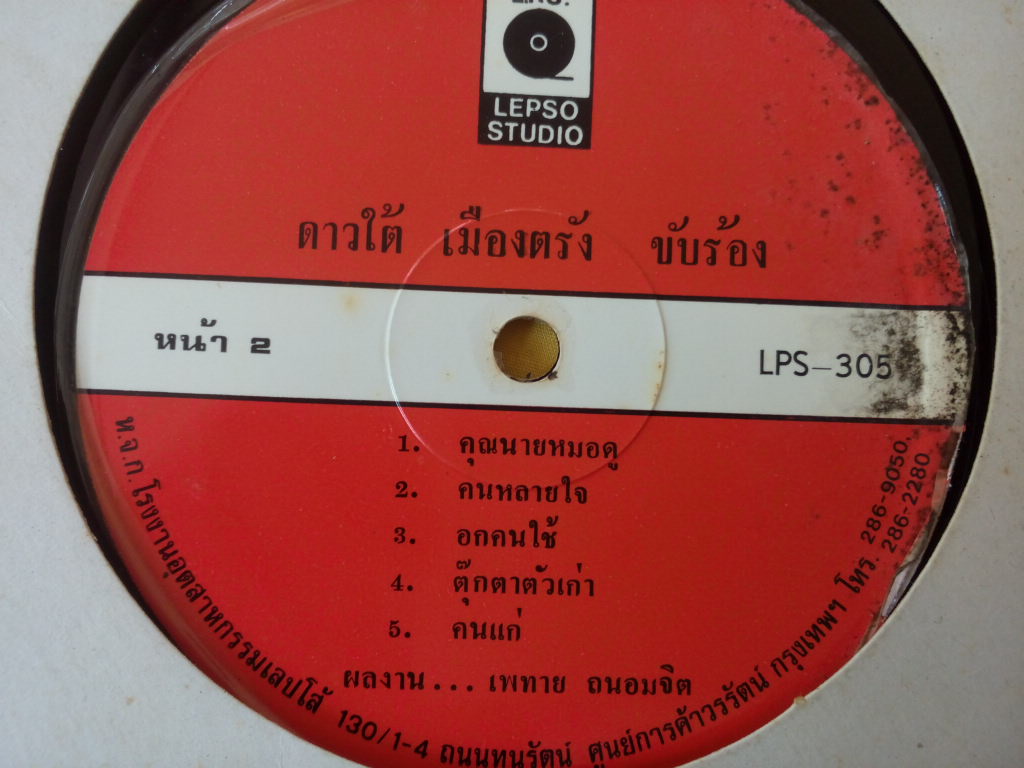 LEPSO
STUDIO
ดาวใต้ เมืองตรัง ขับร้อง
หน้า 2
LPS-305
1. คุณนายหมอดู
2. คนหลายใจ
3. อกคนใช้
4. ตุ๊กตาตัวเก่า
5. คนแก่
ผลงาน... เพทาย ถนอมจิต
ห.จ.ก. โรงงานอุตสาหกรรมเลปโส้ 130/1-4 ถนนทนุรัตน์ ศูนย์การค้าวรรัตน์ กรุงเทพฯ โทร. 286-9050.
286-2280.